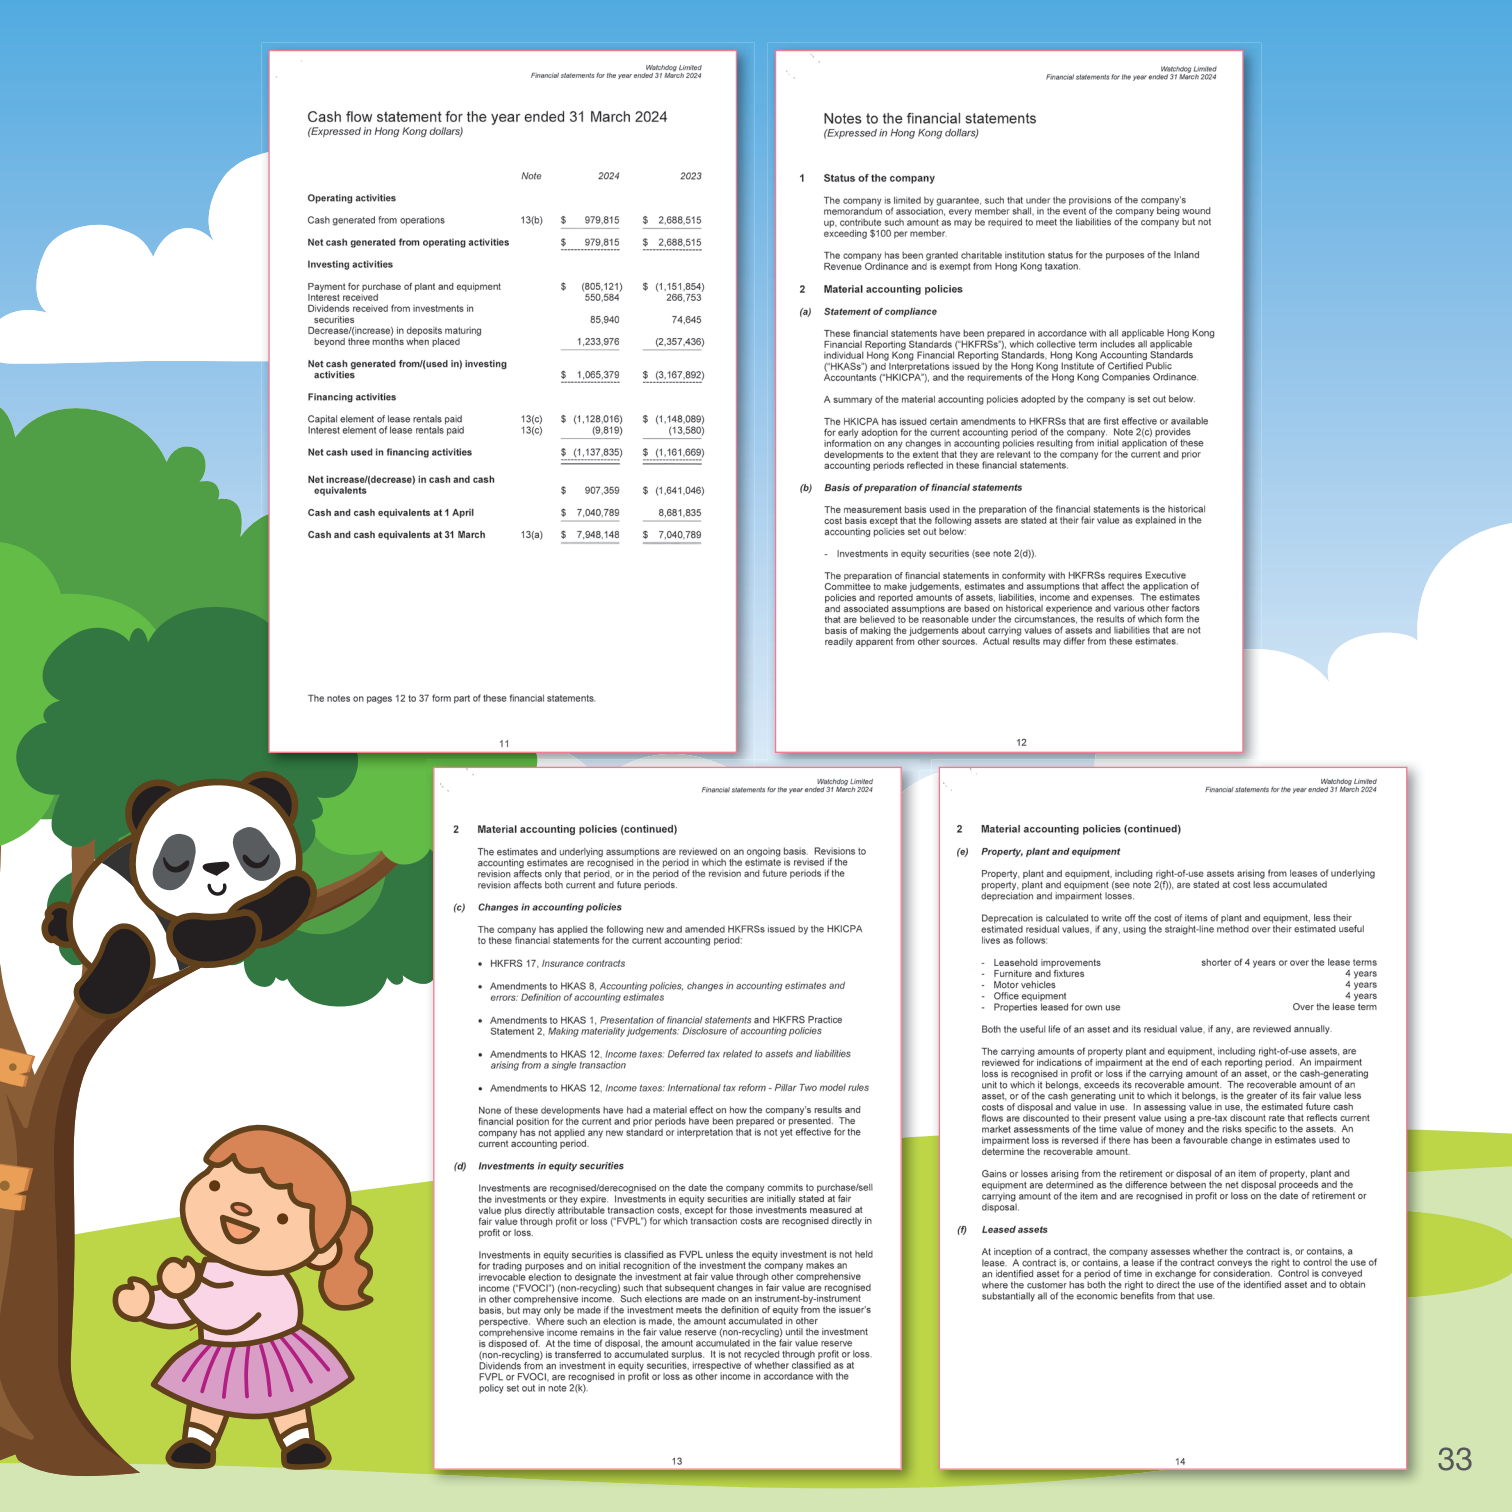 Watchdog Limited
Financial statements for the year ended 31 March 2024
Cash flow statement for the year ended 31 March 2024
(Expressed in Hong Kong dollars)
Note 2024 2023
Operating activities
Cash generated from operations 13(b) $ 979,815 $ 2,688,515
Net cash generated from operating activities $ 979,815 $ 2,688,515
Investing activities
Payment for purchase of plant and equipment $ (805,121) $ (1,151,854)
Interest received 550,584 266,753
Dividends received from investments in
securities 85,940 74,645
Decrease/(increase) in deposits maturing
beyond three months when placed 1,233,976 (2,357,436)
Net cash generated from/(used in) investing
activities $ 1,065,379 $ (3,167,892)
Financing activities
Capital element of lease rentals paid 13(c) $ (1,128,016) $ (1,148,089)
Interest element of lease rentals paid 13(c) (9,819) (13,580)
Net cash used in financing activities $ (1,137,835) $ (1,161,669)
Net increase/(decrease) in cash and cash
equivalents $ 907,359 $ (1,641,046)
Cash and cash equivalents at 1 April $ 7,040,789 8,681,835
Cash and cash equivalents at 31 March 13(a) $ 7,948,148 $ 7,040,789
The notes on pages 12 to 37 form part of these financial statements.
11
Watchdog Limited
Financial statements for the year ended 31 March 2024
Notes to the financial statements
(Expressed in Hong Kong dollars)
1 Status of the company
The company is limited by guarantee, such that under the provisions of the company's
memorandum of association, every member shall, in the event of the company being wound
up, contribute such amount as may be required to meet the liabilities of the company but not
exceeding $100 per member.
The company has been granted charitable institution status for the purposes of the Inland
Revenue Ordinance and is exempt from Hong Kong taxation.
2 Material accounting policies
(a) Statement of compliance
These financial statements have been prepared in accordance with all applicable Hong Kong
Financial Reporting Standards ("HKFRSs"), which collective term includes all applicable
individual Hong Kong Financial Reporting Standards, Hong Kong Accounting Standards
("HKASs") and Interpretations issued by the Hong Kong Institute of Certified Public
Accountants ("HKICPA"), and the requirements of the Hong Kong Companies Ordinance.
A summary of the material accounting policies adopted by the company is set out below.
The HKICPA has issued certain amendments to HKFRSs that are first effective or available
for early adoption for the current accounting period of the company. Note 2(c) provides
information on any changes in accounting policies resulting from initial application of these
developments to the extent that they are relevant to the company for the current and prior
accounting periods reflected in these financial statements.
(b) Basis of preparation of financial statements
The measurement basis used in the preparation of the financial statements is the historical
cost basis except that the following assets are stated at their fair value as explained in the
accounting policies set out below:
- Investments in equity securities (see note 2(d)).
The preparation of financial statements in conformity with HKFRSs requires Executive
Committee to make judgements, estimates and assumptions that affect the application of
policies and reported amounts of assets, liabilities, income and expenses. The estimates
and associated assumptions are based on historical experience and various other factors
that are believed to be reasonable under the circumstances, the results of which form the
basis of making the judgements about carrying values of assets and liabilities that are not
readily apparent from other sources. Actual results may differ from these estimates.
12
Watchdog Limited
Financial statements for the year ended 31 March 2024
2 Material accounting policies (continued)
The estimates and underlying assumptions are reviewed on an ongoing basis. Revisions to
accounting estimates are recognised in the period in which the estimate is revised if the
revision affects only that period, or in the period of the revision and future periods if the
revision affects both current and future periods.
(c) Changes in accounting policies
The company has applied the following new and amended HKFRSs issued by the HKICPA
to these financial statements for the current accounting period:
• HKFRS 17, Insurance contracts
• Amendments to HKAS 8, Accounting policies, changes in accounting estimates and
errors: Definition of accounting estimates
• Amendments to HKAS 1, Presentation of financial statements and HKFRS Practice
Statement 2, Making materiality judgements: Disclosure of accounting policies
• Amendments to HKAS 12, Income taxes: Deferred tax related to assets and liabilities
arising from a single transaction
• Amendments to HKAS 12, Income taxes: International tax reform - Pillar Two model rules
None of these developments have had a material effect on how the company's results and
financial position for the current and prior periods have been prepared or presented. The
company has not applied any new standard or interpretation that is not yet effective for the
current accounting period.
(d) Investments in equity securities
Investments are recognised/derecognised on the date the company commits to purchase/sell
the investments or they expire. Investments in equity securities are initially stated at fair
value plus directly attributable transaction costs, except for those investments measured at
fair value through profit or loss ("FVPL") for which transaction costs are recognised directly in
profit or loss.
Investments in equity securities is classified as FVPL unless the equity investment is not held
for trading purposes and on initial recognition of the investment the company makes an
irrevocable election to designate the investment at fair value through other comprehensive
income ("FVOCI") (non-recycling) such that subsequent changes in fair value are recognised
in other comprehensive income. Such elections are made on an instrument-by-instrument
basis, but may only be made if the investment meets the definition of equity from the issuer's
perspective. Where such an election is made, the amount accumulated in other
comprehensive income remains in the fair value reserve (non-recycling) until the investment
is disposed of. At the time of disposal, the amount accumulated in the fair value reserve
(non-recycling) is transferred to accumulated surplus. It is not recycled through profit or loss.
Dividends from an investment in equity securities, irrespective of whether classified as at
FVPL or FVOCI, are recognised in profit or loss as other income in accordance with the
policy set out in note 2(k).
13
Watchdog Limited
Financial statements for the year ended 31 March 2024
2 Material accounting policies (continued)
(e) Property, plant and equipment
Property, plant and equipment, including right-of-use assets arising from leases of underlying
property, plant and equipment (see note 2(f)), are stated at cost less accumulated
depreciation and impairment losses.
Deprecation is calculated to write off the cost of items of plant and equipment, less their
estimated residual values, if any, using the straight-line method over their estimated useful
lives as follows:
- Leasehold improvements shorter of 4 years or over the lease terms
- Furniture and fixtures 4 years
- Motor vehicles 4 years
- Office equipment 4 years
- Properties leased for own use Over the lease term
Both the useful life of an asset and its residual value, if any, are reviewed annually.
The carrying amounts of property plant and equipment, including right-of-use assets, are
reviewed for indications of impairment at the end of each reporting period. An impairment
loss is recognised in profit or loss if the carrying amount of an asset, or the cash-generating
unit to which it belongs, exceeds its recoverable amount. The recoverable amount of an
asset, or of the cash generating unit to which it belongs, is the greater of its fair value less
costs of disposal and value in use. In assessing value in use, the estimated future cash
flows are discounted to their present value using a pre-tax discount rate that reflects current
market assessments of the time value of money and the risks specific to the assets. An
impairment loss is reversed if there has been a favourable change in estimates used to
determine the recoverable amount.
Gains or losses arising from the retirement or disposal of an item of property, plant and
equipment are determined as the difference between the net disposal proceeds and the
carrying amount of the item and are recognised in profit or loss on the date of retirement or
disposal.
(f) Leased assets
At inception of a contract, the company assesses whether the contract is, or contains, a
lease. A contract is, or contains, a lease if the contract conveys the right to control the use of
an identified asset for a period of time in exchange for consideration. Control is conveyed
where the customer has both the right to direct the use of the identified asset and to obtain
substantially all of the economic benefits from that use.
14
33